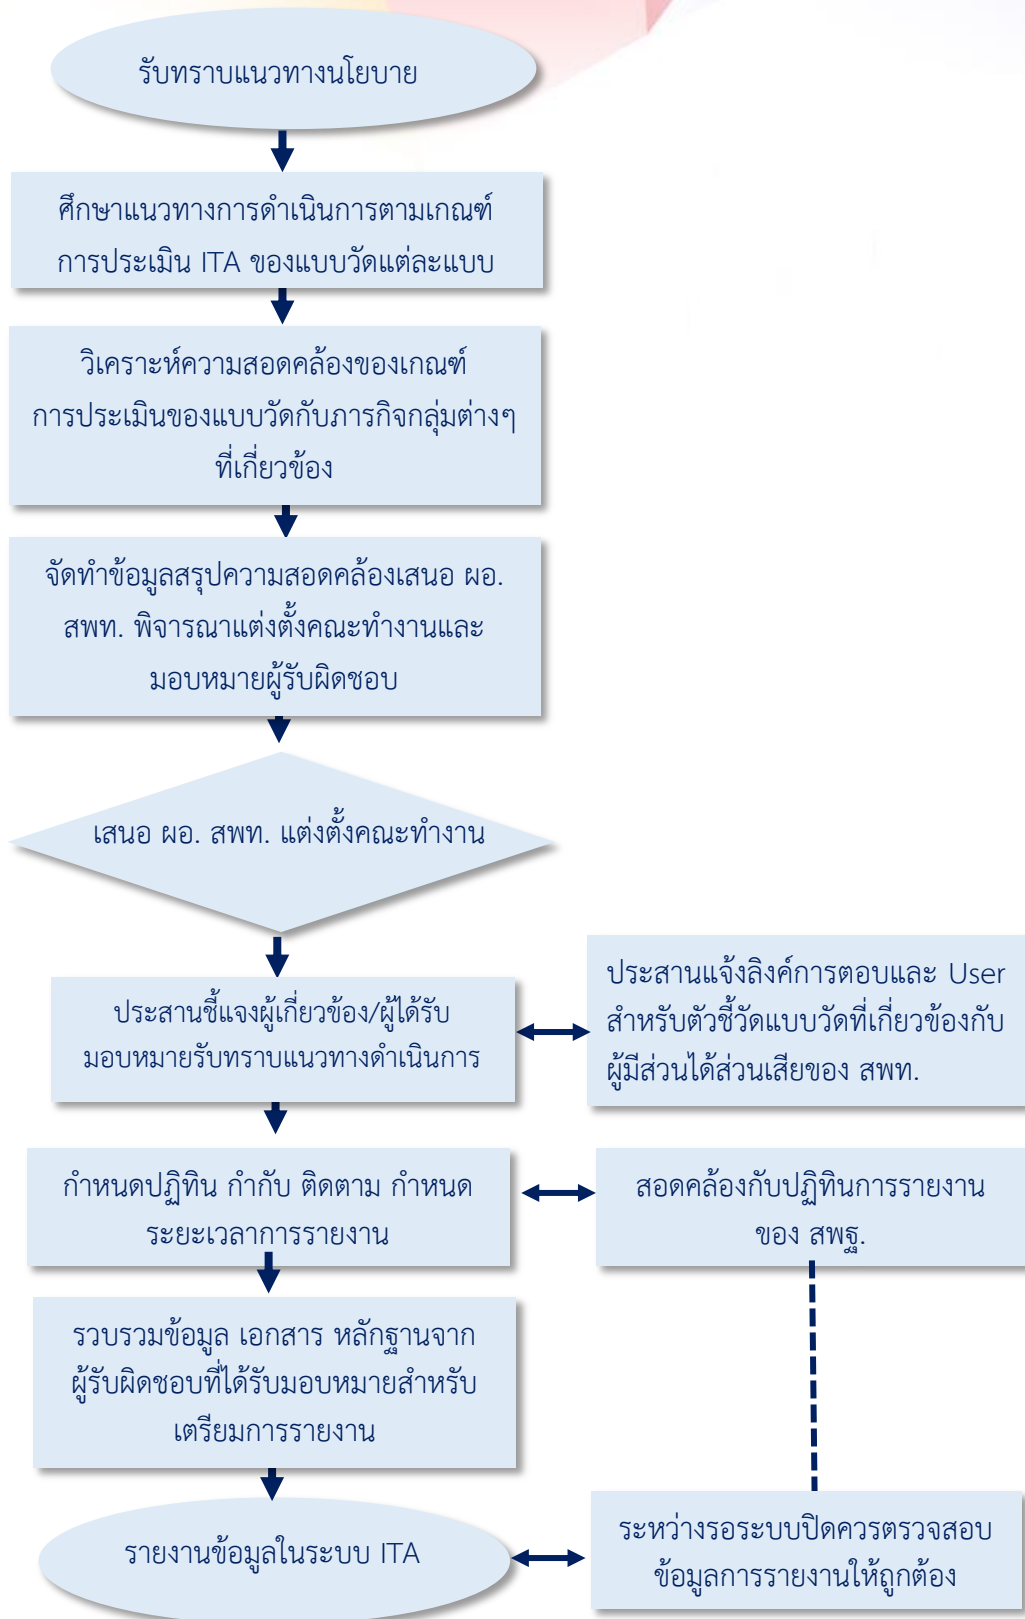 รับทราบแนวทางนโยบาย
ศึกษาแนวทางการดำเนินการตามเกณฑ์
การประเมิน ITA ของแบบวัดแต่ละแบบ
วิเคราะห์ความสอดคล้องของเกณฑ์
การประเมินของแบบวัดกับภารกิจกลุ่มต่างๆ
ที่เกี่ยวข้อง
จัดทำข้อมูลสรุปความสอดคล้องเสนอ ผอ.
สพท. พิจารณาแต่งตั้งคณะทำงานและ
มอบหมายผู้รับผิดชอบ
เสนอ ผอ. สพท. แต่งตั้งคณะทำงาน
ประสานชี้แจงผู้เกี่ยวข้อง/ผู้ได้รับ
มอบหมายรับทราบแนวทางดำเนินการ
ประสานแจ้งลิงค์การตอบและ User
สำหรับตัวชี้วัดแบบวัดที่เกี่ยวข้องกับ
ผู้มีส่วนได้ส่วนเสียของ สพท.
กำหนดปฏิทิน กำกับ ติดตาม กำหนด
ระยะเวลาการรายงาน
สอดคล้องกับปฏิทินการรายงาน
ของ สพฐ.
รวบรวมข้อมูล เอกสาร หลักฐานจาก
ผู้รับผิดชอบที่ได้รับมอบหมายสำหรับ
เตรียมการรายงาน
รายงานข้อมูลในระบบ ITA
ระหว่างรอระบบปิดควรตรวจสอบ
ข้อมูลการรายงานให้ถูกต้อง